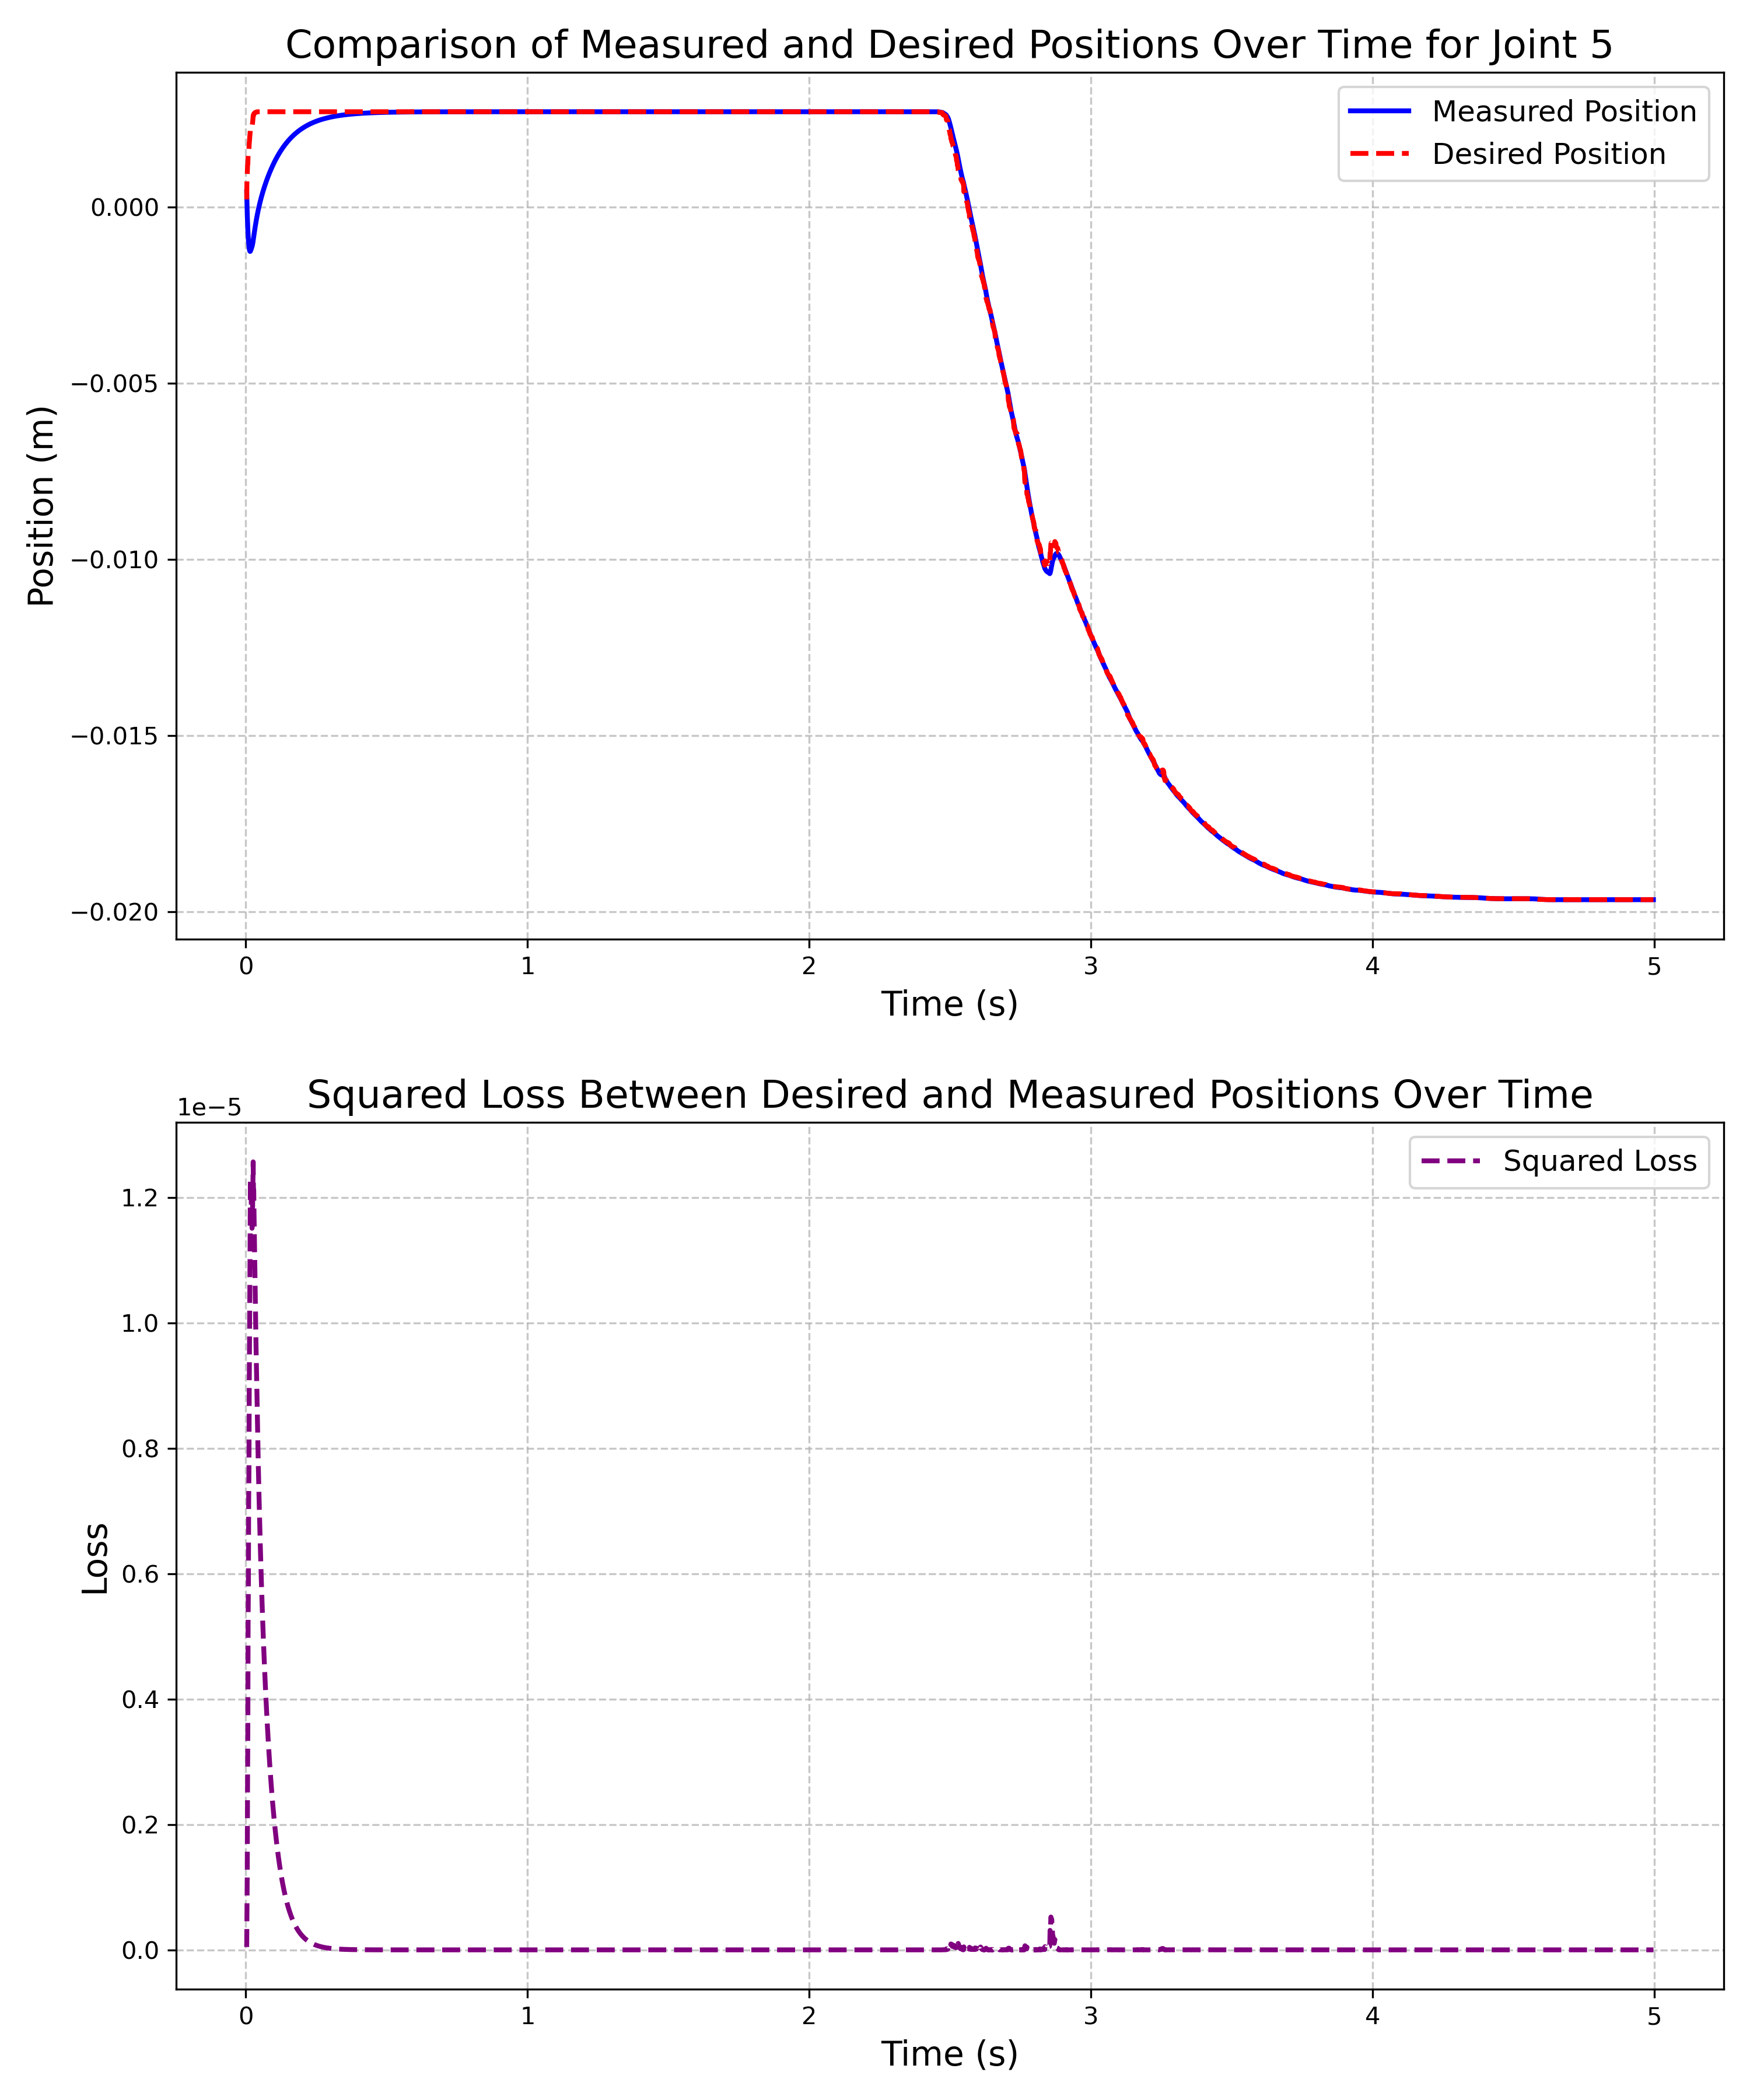 Comparison of Measured and Desired Positions Over Time for Joint 5
Measured Position
Desired Position
Position (m)
0.000
−0.005
−0.010
−0.015
−0.020
0 1 2 3 4 5
Time (s)
Squared Loss Between Desired and Measured Positions Over Time
1e−5
Squared Loss
Loss
1.2
1.0
0.8
0.6
0.4
0.2
0.0
0 1 2 3 4 5
Time (s)